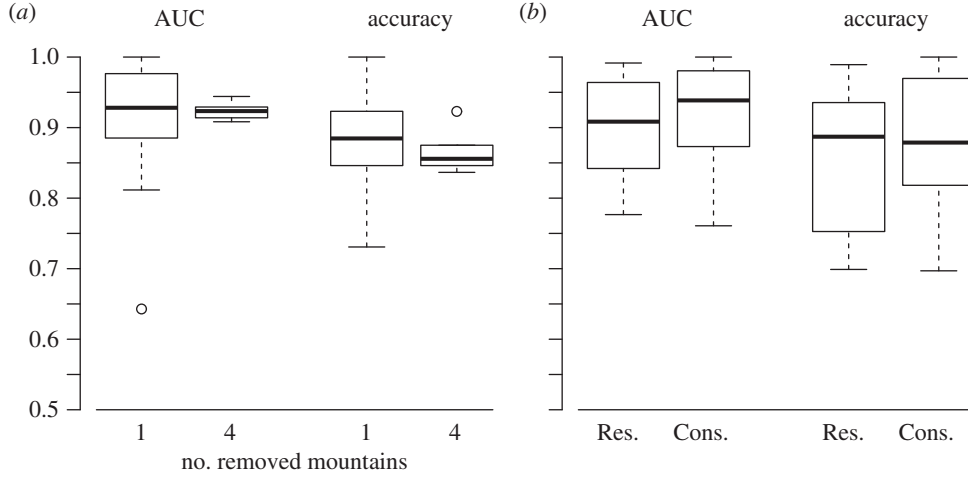 (a) AUC accuracy (b) AUC accuracy
1.0
0.9
0.8
0.7
0.6
0.5
1 4 1 4 Res. Cons. Res. Cons.
no. removed mountains